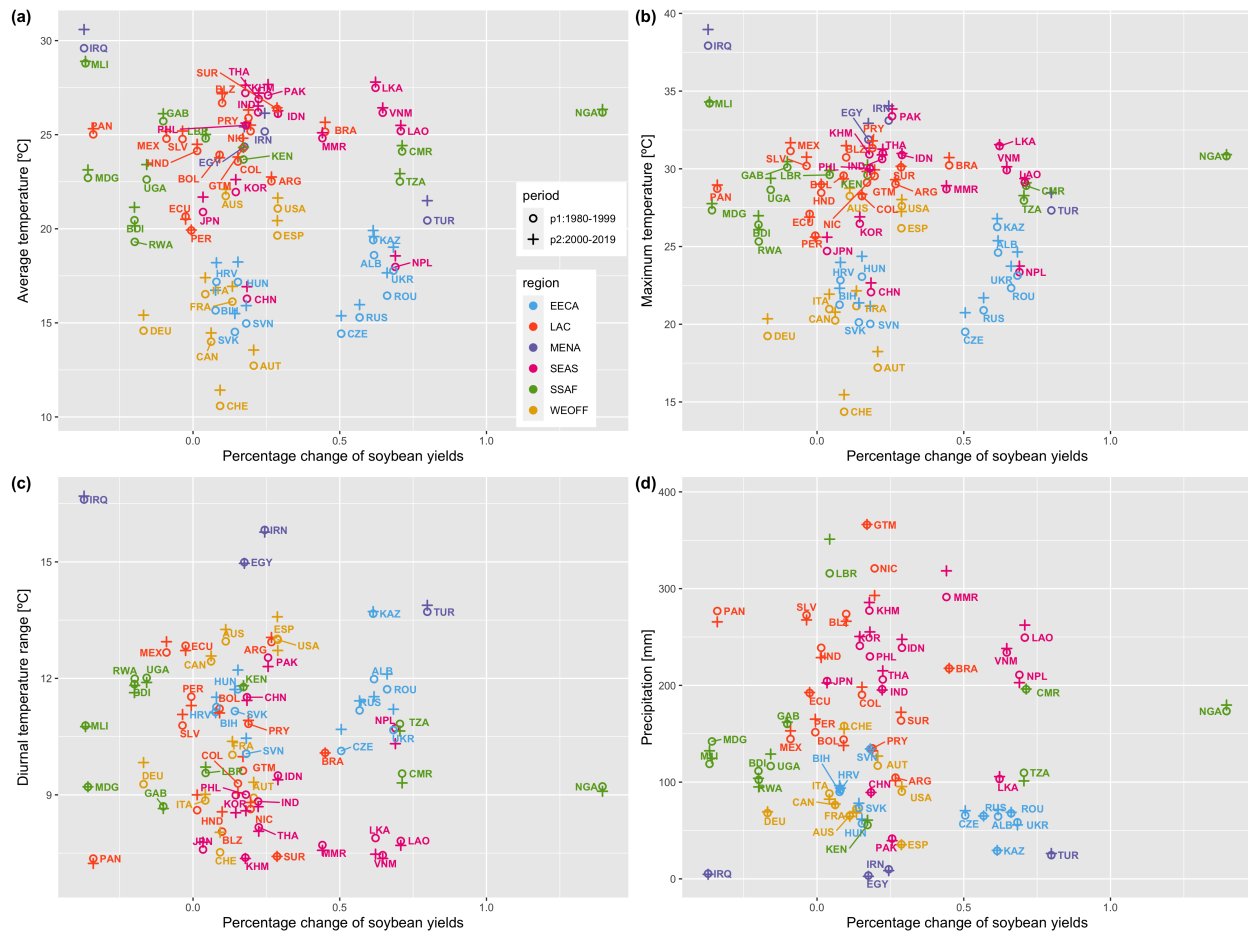 (a)
30
25
20
15
10
Average temperature [ºC]
IRQ
MLI
GAB
PAN
MEX
SLV
HND
PHL
LBR
UGA
MDG
BDI
RWA
ECU
PER
JPN
BOL
EGY
GTM
SUR
THA
BLZ
KHM
PAK
IND
IDN
PRY
NIC
IRN
KEN
COL
KOR
ARG
AUS
USA
ESP
HRV
HUN
ITA
FRA
CHN
BIH
SVN
SVK
DEU
CAN
AUT
CHE
LKA
VNM
BRA
MMR
LAO
CMR
TZA
TUR
KAZ
ALB
NPL
UKR
ROU
RUS
CZE
NGA
period
p1:1980-1999
p2:2000-2019
region
EECA
LAC
MENA
SEAS
SSAF
WEOFF
0.0
0.5
1.0
Percentage change of soybean yields
(b)
40
35
30
25
20
15
Maximum temperature [ºC]
IRQ
MLI
MEX
SLV
GAB
LBR
PAN
UGA
MDG
BDI
RWA
ECU
PER
JPN
HND
BOL
NIC
COL
KOR
EGY
IRN
PAK
KHM
PRY
BLZ
THA
PHL
IND
IDN
KEN
SUR
GTM
ARG
AUS
USA
ESP
HRV
HUN
ITA
BIH
CHN
CAN
FRA
SVK
SVN
DEU
AUT
CHE
BRA
MMR
LKA
VNM
LAO
CMR
TZA
TUR
KAZ
ALB
UKR
NPL
ROU
RUS
CZE
NGA
0.0
0.5
1.0
Percentage change of soybean yields
(c)
15
12
9
Diurnal temperature range [ºC]
IRQ
IRN
EGY
KAZ
TUR
MEX
ECU
AUS
ESP
USA
ARG
CAN
PAK
RWA
UGA
BDI
HUN
KEN
ALB
PER
BOL
CHN
ROU
RUS
HRV
SVK
BIH
SLV
PRY
MLI
NPL
TZA
UKR
FRA
SVN
CZE
BRA
COL
GTM
DEU
LBR
IDN
CMR
MDG
PHL
AUT
ITA
GAB
KOR
IND
NGA
HND
NIC
BLZ
THA
LKA
LAO
JPN
MMR
VNM
PAN
CHE
KHM
SUR
0.0
0.5
1.0
Percentage change of soybean yields
(d)
400
300
200
100
0
Precipitation [mm]
GTM
LBR
NIC
MMR
PAN
SLV
BLZ
KHM
KOR
LAO
HND
PHL
IDN
VNM
BRA
NPL
JPN
THA
IND
ECU
COL
CMR
GAB
PER
CHE
SUR
NGA
MDG
MEX
BOL
PRY
MLI
BDI
UGA
BIH
SVN
AUT
TZA
RWA
HRV
ITA
CHN
ARG
LKA
CAN
USA
DEU
FRA
SVK
RUS
ROU
AUS
HUN
CZE
ALB
UKR
KEN
PAK
ESP
KAZ
TUR
IRQ
IRN
EGY
0.0
0.5
1.0
Percentage change of soybean yields